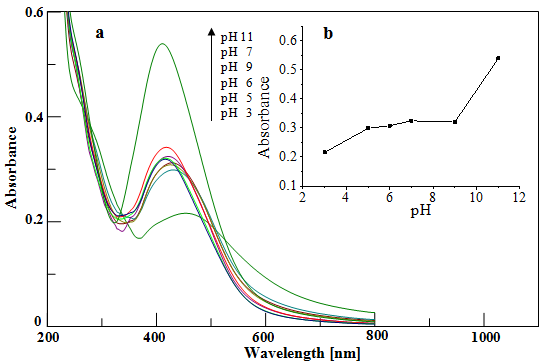 0.6
0.4
0.2
0
Absorbance
a
pH 11
pH 7
pH 9
pH 6
pH 5
pH 3
200
400
600
800
1000
Wavelength [nm]
b
0.6
0.5
0.4
0.3
0.2
0.1
Absorbance
2
4
6
8
10
12
pH